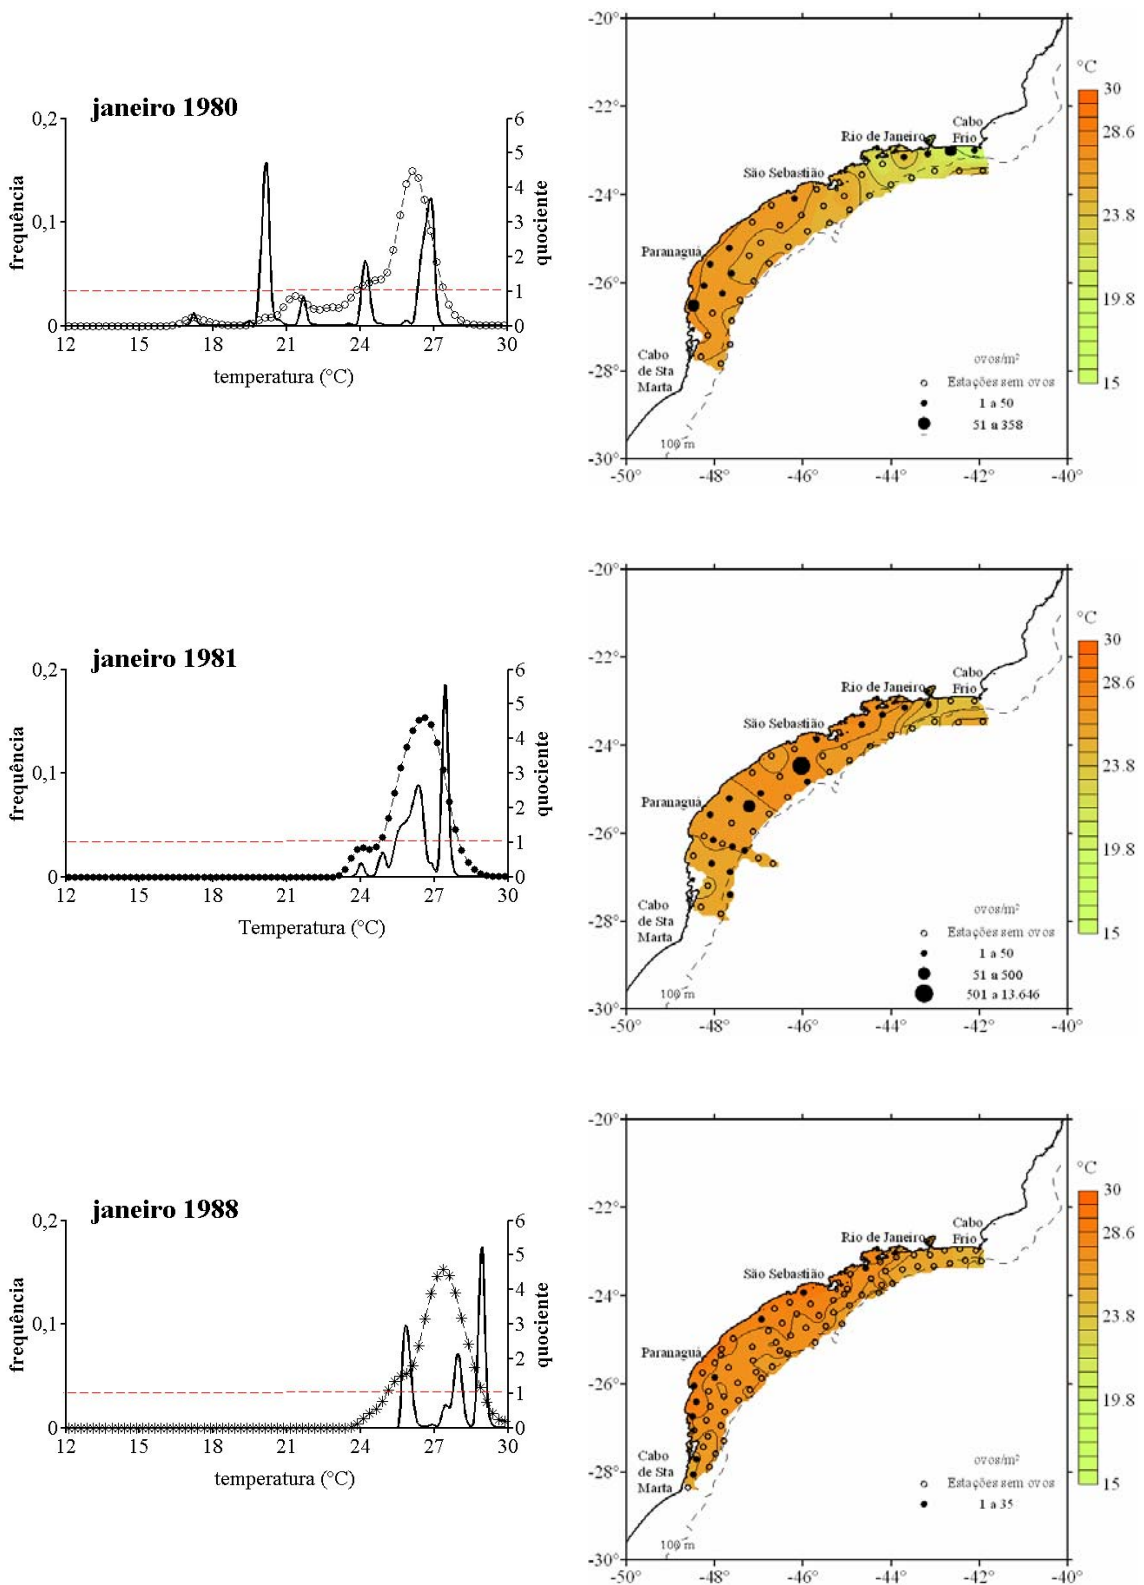 janeiro 1980
0,2
0,1
0
frequência
6
5
4
3
2
1
0
quociente
12 15 18 21 24 27 30
temperatura (°C)
-20°
-22°
-24°
-26°
-28°
-30°
-50° -48° -46° -44° -42° -40°
Cabo
Frio
Rio de Janeiro
São Sebastião
Paranaguá
Cabo
de Sta
Marta
100 m
ovos/m²
Estações sem ovos
1 a 50
51 a 358
°C
30
28.6
23.8
19.8
15
janeiro 1981
0,2
0,1
0
frequência
6
5
4
3
2
1
0
quociente
12 15 18 21 24 27 30
Temperatura (°C)
-20°
-22°
-24°
-26°
-28°
-30°
-50° -48° -46° -44° -42° -40°
Cabo
Frio
Rio de Janeiro
São Sebastião
Paranaguá
Cabo
de Sta
Marta
100 m
ovos/m²
Estações sem ovos
1 a 50
51 a 500
501 a 13.646
°C
30
28.6
23.8
19.8
15
janeiro 1988
0,2
0,1
0
frequência
6
5
4
3
2
1
0
quociente
12 15 18 21 24 27 30
temperatura (°C)
-20°
-22°
-24°
-26°
-28°
-30°
-50° -48° -46° -44° -42° -40°
Cabo
Frio
Rio de Janeiro
São Sebastião
Paranaguá
Cabo
de Sta
Marta
100 m
ovos/m²
Estações sem ovos
1 a 35
°C
30
28.6
23.8
19.8
15